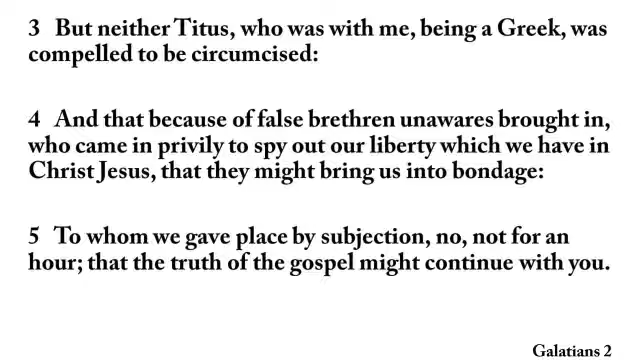 3 But neither Titus, who was with me, being a Greek, was
compelled to be circumcised:
4 And that because of false brethren unawares brought in,
who came in privily to spy out our liberty which we have in
Christ Jesus, that they might bring us into bondage:
5 To whom we gave place by subjection, no, not for an
hour; that the truth of the gospel might continue with you.
Galatians 2